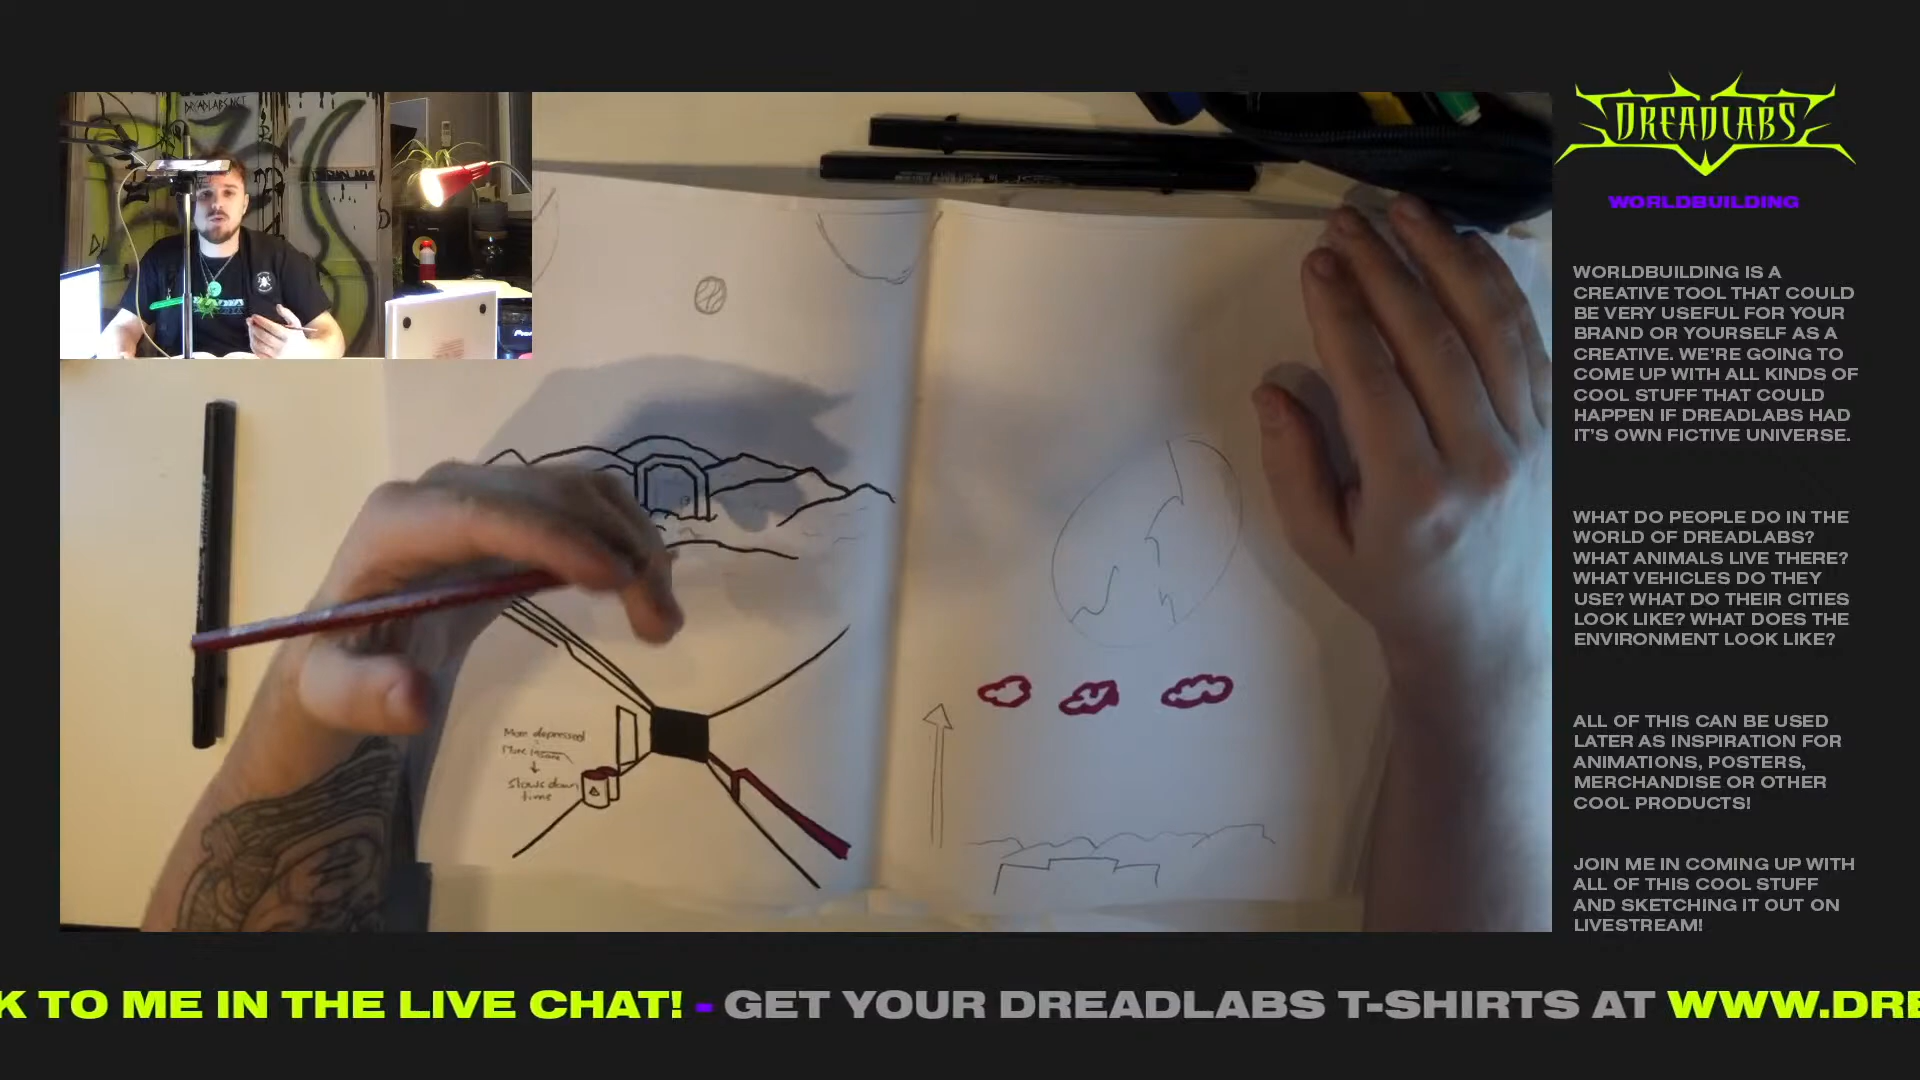 DREADLABS
WORLDBUILDING
WORLDBUILDING IS A
CREATIVE TOOL THAT COULD
BE VERY USEFUL FOR YOUR
BRAND OR YOURSELF AS A
CREATIVE. WE'RE GOING TO
COME UP WITH ALL KINDS OF
COOL STUFF THAT COULD
HAPPEN IF DREADLABS HAD
IT'S OWN FICTIVE UNIVERSE.
WHAT DO PEOPLE DO IN THE
WORLD OF DREADLABS?
WHAT ANIMALS LIVE THERE?
WHAT VEHICLES DO THEY
USE? WHAT DO THEIR CITIES
LOOK LIKE? WHAT DOES THE
ENVIRONMENT LOOK LIKE?
ALL OF THIS CAN BE USED
LATER AS INSPIRATION FOR
ANIMATIONS, POSTERS,
MERCHANDISE OR OTHER
COOL PRODUCTS!
JOIN ME IN COMING UP WITH
ALL OF THIS COOL STUFF
AND SKETCHING IT OUT ON
LIVESTREAM!
More depressed
More
Slows down
time
K TO ME IN THE LIVE CHAT! - GET YOUR DREADLABS T-SHIRTS AT WWW.DRE